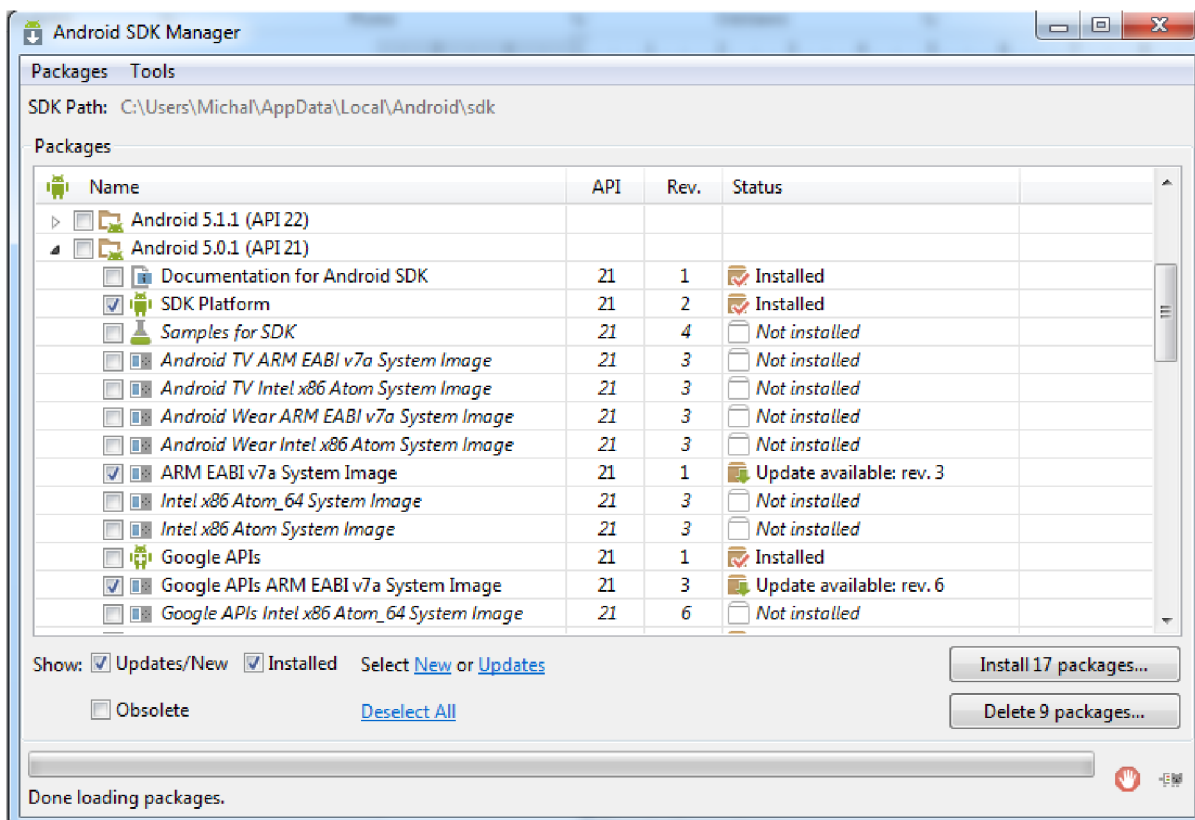 Android SDK Manager
Packages Tools
SDK Path: C:\Users\Michal\AppData\Local\Android\sdk
Packages
Name API Rev. Status
Android 5.1.1 (API 22)
Android 5.0.1 (API 21)
Documentation for Android SDK 21 1 Installed
SDK Platform 21 2 Installed
Samples for SDK 21 4 Not installed
Android TV ARM EABI v7a System Image 21 3 Not installed
Android TV Intel x86 Atom System Image 21 3 Not installed
Android Wear ARM EABI v7a System Image 21 3 Not installed
Android Wear Intel x86 Atom System Image 21 3 Not installed
ARM EABI v7a System Image 21 1 Update available: rev. 3
Intel x86 Atom_64 System Image 21 3 Not installed
Intel x86 Atom System Image 21 3 Not installed
Google APIs 21 1 Installed
Google APIs ARM EABI v7a System Image 21 3 Update available: rev. 6
Google APIs Intel x86 Atom_64 System Image 21 6 Not installed
Show: Updates/New Installed Select New or Updates Install 17 packages...
Obsolete Deselect All Delete 9 packages...
Done loading packages.